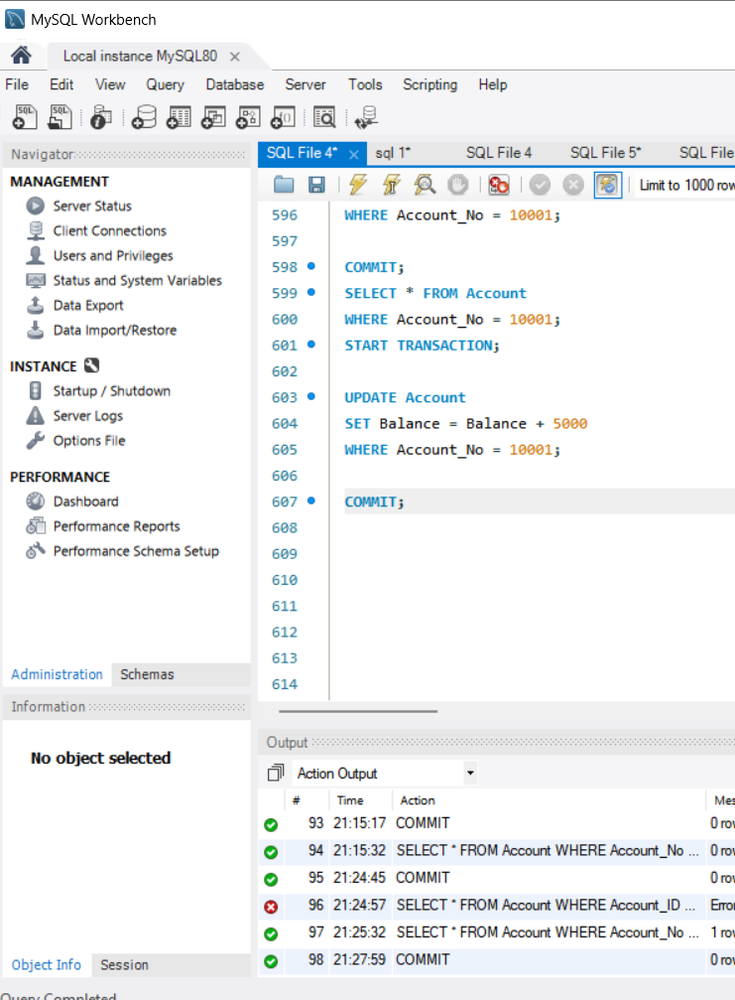 MySQL Workbench
Local instance MySQL80
File Edit View Query Database Server Tools Scripting Help
Navigator
MANAGEMENT
Server Status
Client Connections
Users and Privileges
Status and System Variables
Data Export
Data Import/Restore
INSTANCE
Startup / Shutdown
Server Logs
Options File
PERFORMANCE
Dashboard
Performance Reports
Performance Schema Setup
Administration Schemas
Information
No object selected
Object Info Session
Query Completed
SQL File 4* sql 1* SQL File 4 SQL File 5* SQL File
Limit to 1000 row
596 WHERE Account_No = 10001;
597
598 COMMIT;
599 SELECT * FROM Account
600 WHERE Account_No = 10001;
601 START TRANSACTION;
602
603 UPDATE Account
604 SET Balance = Balance + 5000
605 WHERE Account_No = 10001;
606
607 COMMIT;
608
609
610
611
612
613
614
Output
Action Output
# Time Action Mes
93 21:15:17 COMMIT 0 row
94 21:15:32 SELECT * FROM Account WHERE Account_No ... 0 row
95 21:24:45 COMMIT 0 row
96 21:24:57 SELECT * FROM Account WHERE Account_ID ... Error
97 21:25:32 SELECT * FROM Account WHERE Account_No ... 1 row
98 21:27:59 COMMIT 0 row